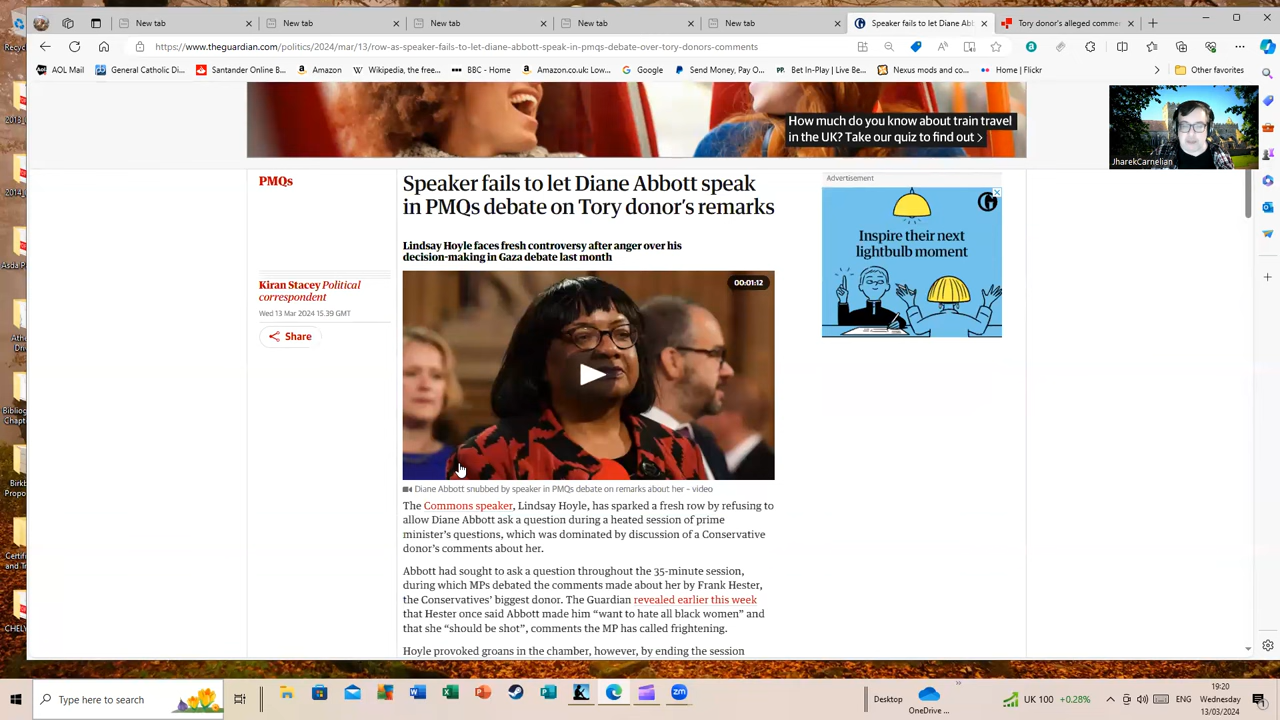 New tab
New tab
New tab
New tab
New tab
Speaker fails to let Diane Abb
Tory donor's alleged comme
https://www.theguardian.com/politics/2024/mar/13/row-as-speaker-fails-to-let-diane-abbott-speak-in-pmqs-debate-over-tory-donors-comments
AOL Mail
General Catholic Di...
Santander Online B...
Amazon
Wikipedia, the free...
BBC - Home
Amazon.co.uk: Low...
Google
Send Money, Pay O...
Bet In-Play | Live Be...
Nexus mods and co...
Home | Flickr
Other favorites
How much do you know about train travel
in the UK? Take our quiz to find out >
JharekCarnelian
PMQs
Speaker fails to let Diane Abbott speak
in PMQs debate on Tory donor's remarks
Lindsay Hoyle faces fresh controversy after anger over his
decision-making in Gaza debate last month
Kiran Stacey Political
correspondent
Wed 13 Mar 2024 15.39 GMT
Share
00:01:12
Diane Abbott snubbed by speaker in PMQs debate on remarks about her – video
The Commons speaker, Lindsay Hoyle, has sparked a fresh row by refusing to
allow Diane Abbott ask a question during a heated session of prime
minister's questions, which was dominated by discussion of a Conservative
donor's comments about her.
Abbott had sought to ask a question throughout the 35-minute session,
during which MPs debated the comments made about her by Frank Hester,
the Conservatives' biggest donor. The Guardian revealed earlier this week
that Hester once said Abbott made him “want to hate all black women” and
that she “should be shot”, comments the MP has called frightening.
Hoyle provoked groans in the chamber, however, by ending the session
Advertisement
Inspire their next
lightbulb moment
Type here to search
Desktop
OneDrive ...
UK 100 +0.28%
ENG
19:20
Wednesday
13/03/2024